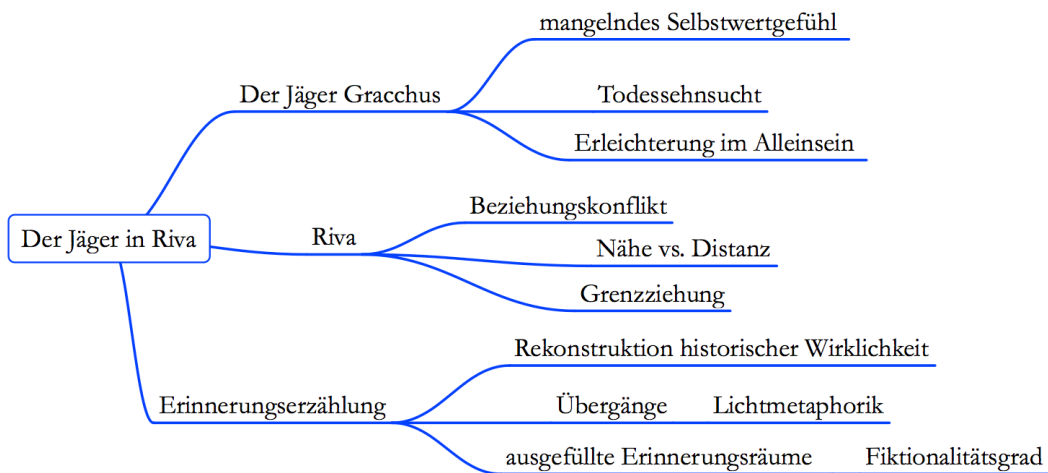 Der Jäger in Riva
Der Jäger Gracchus
mangelndes Selbstwertgefühl
Todessehnsucht
Erleichterung im Alleinsein
Riva
Beziehungskonflikt
Nähe vs. Distanz
Grenzziehung
Erinnerungserzählung
Rekonstruktion historischer Wirklichkeit
Übergänge Lichtmetaphorik
ausgefüllte Erinnerungsräume Fiktionalitätsgrad